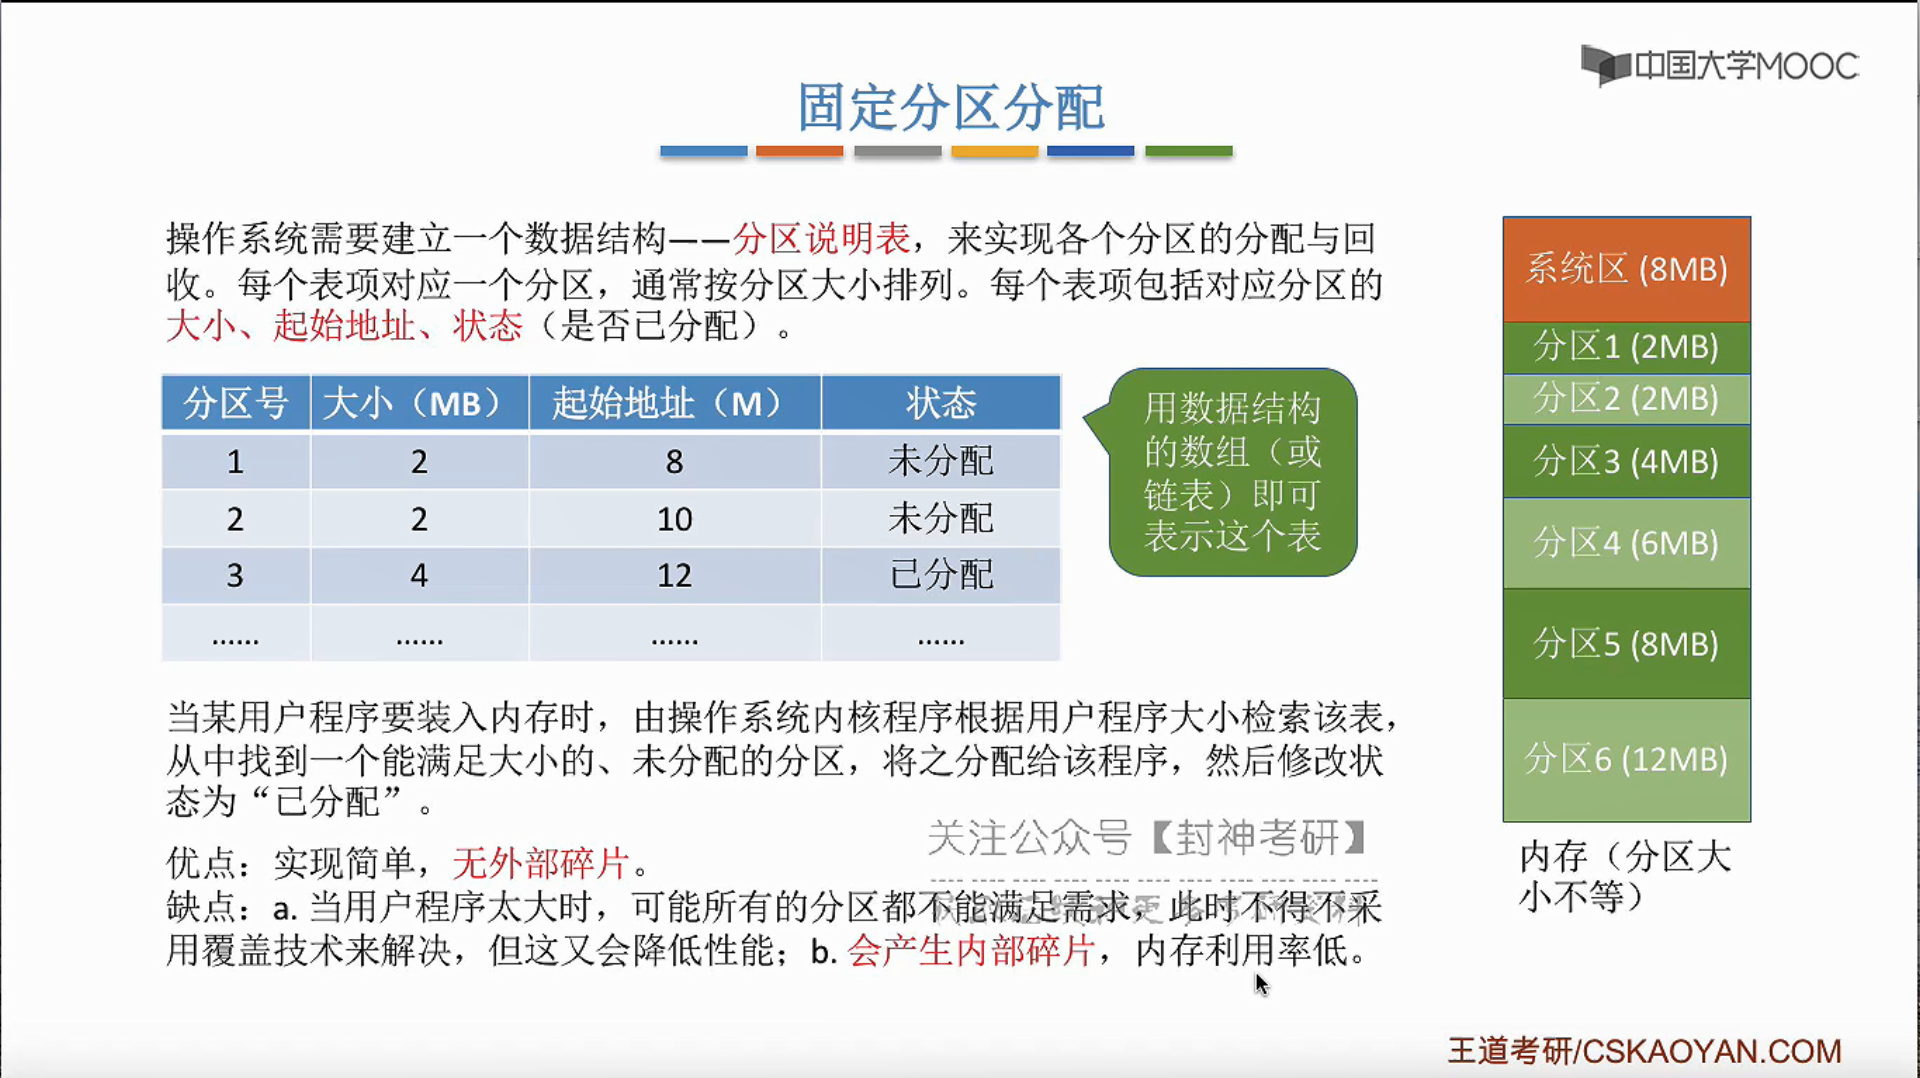 中国大学MOOC
固定分区分配
操作系统需要建立一个数据结构——分区说明表，来实现各个分区的分配与回
收。每个表项对应一个分区，通常按分区大小排列。每个表项包括对应分区的
大小、起始地址、状态（是否已分配）。
分区号 大小（MB） 起始地址（M） 状态
1 2 8 未分配
2 2 10 未分配
3 4 12 已分配
...... ...... ...... ......
用数据结构
的数组（或
链表）即可
表示这个表
当某用户程序要装入内存时，由操作系统内核程序根据用户程序大小检索该表，
从中找到一个能满足大小的、未分配的分区，将之分配给该程序，然后修改状
态为“已分配”。
关注公众号【封神考研】
优点：实现简单，无外部碎片。
缺点：a. 当用户程序太大时，可能所有的分区都不能满足需求，此时不得不采
用覆盖技术来解决，但这又会降低性能；b. 会产生内部碎片，内存利用率低。
系统区 (8MB)
分区1 (2MB)
分区2 (2MB)
分区3 (4MB)
分区4 (6MB)
分区5 (8MB)
分区6 (12MB)
内存（分区大
小不等）
王道考研/CSKAOYAN.COM